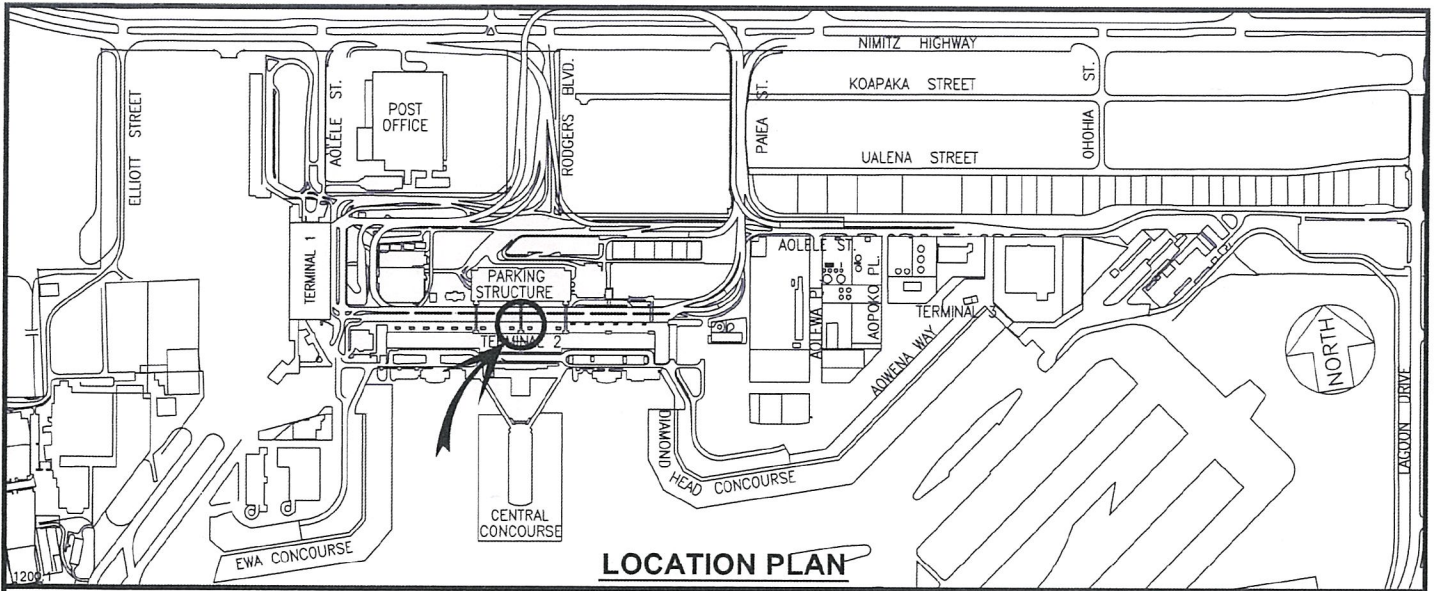 NIMITZ HIGHWAY
KOAPAKA STREET
UALENA STREET
ELLIOTT STREET
AOLELE ST.
POST
OFFICE
RODGERS BLVD.
PAIEA ST.
OHOHIA ST.
TERMINAL 1
PARKING
STRUCTURE
TERMINAL 2
AOLELE ST.
AOPOKO PL.
TERMINAL 3
AOWENA WAY
NORTH
LAGOON DRIVE
DIAMOND
HEAD CONCOURSE
CENTRAL
CONCOURSE
EWA CONCOURSE
LOCATION PLAN